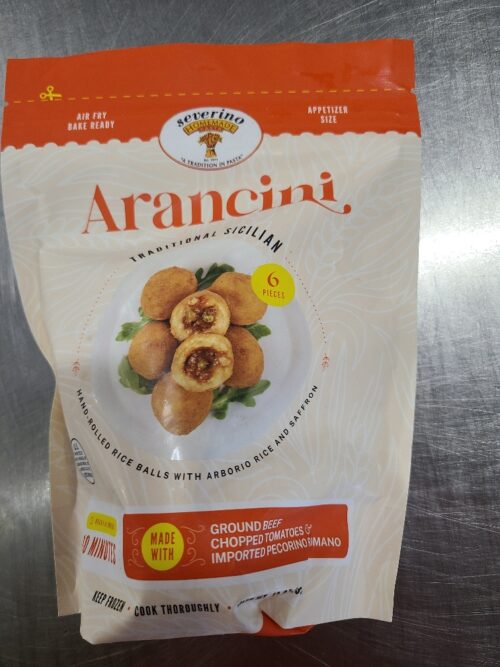 AIR FRY
BAKE READY
severino
HOMEMADE
"A TRADITION IN PASTA"
APPETIZER
SIZE
Arancini
TRADITIONAL SICILIAN
6
PIECES
HAND-ROLLED RICE BALLS WITH ARBORIO RICE AND SAFFRON
MINUTES
MADE
WITH
GROUND BEEF
CHOPPED TOMATOES &
IMPORTED PECORINO ROMANO
KEEP FROZEN • COOK THOROUGHLY •